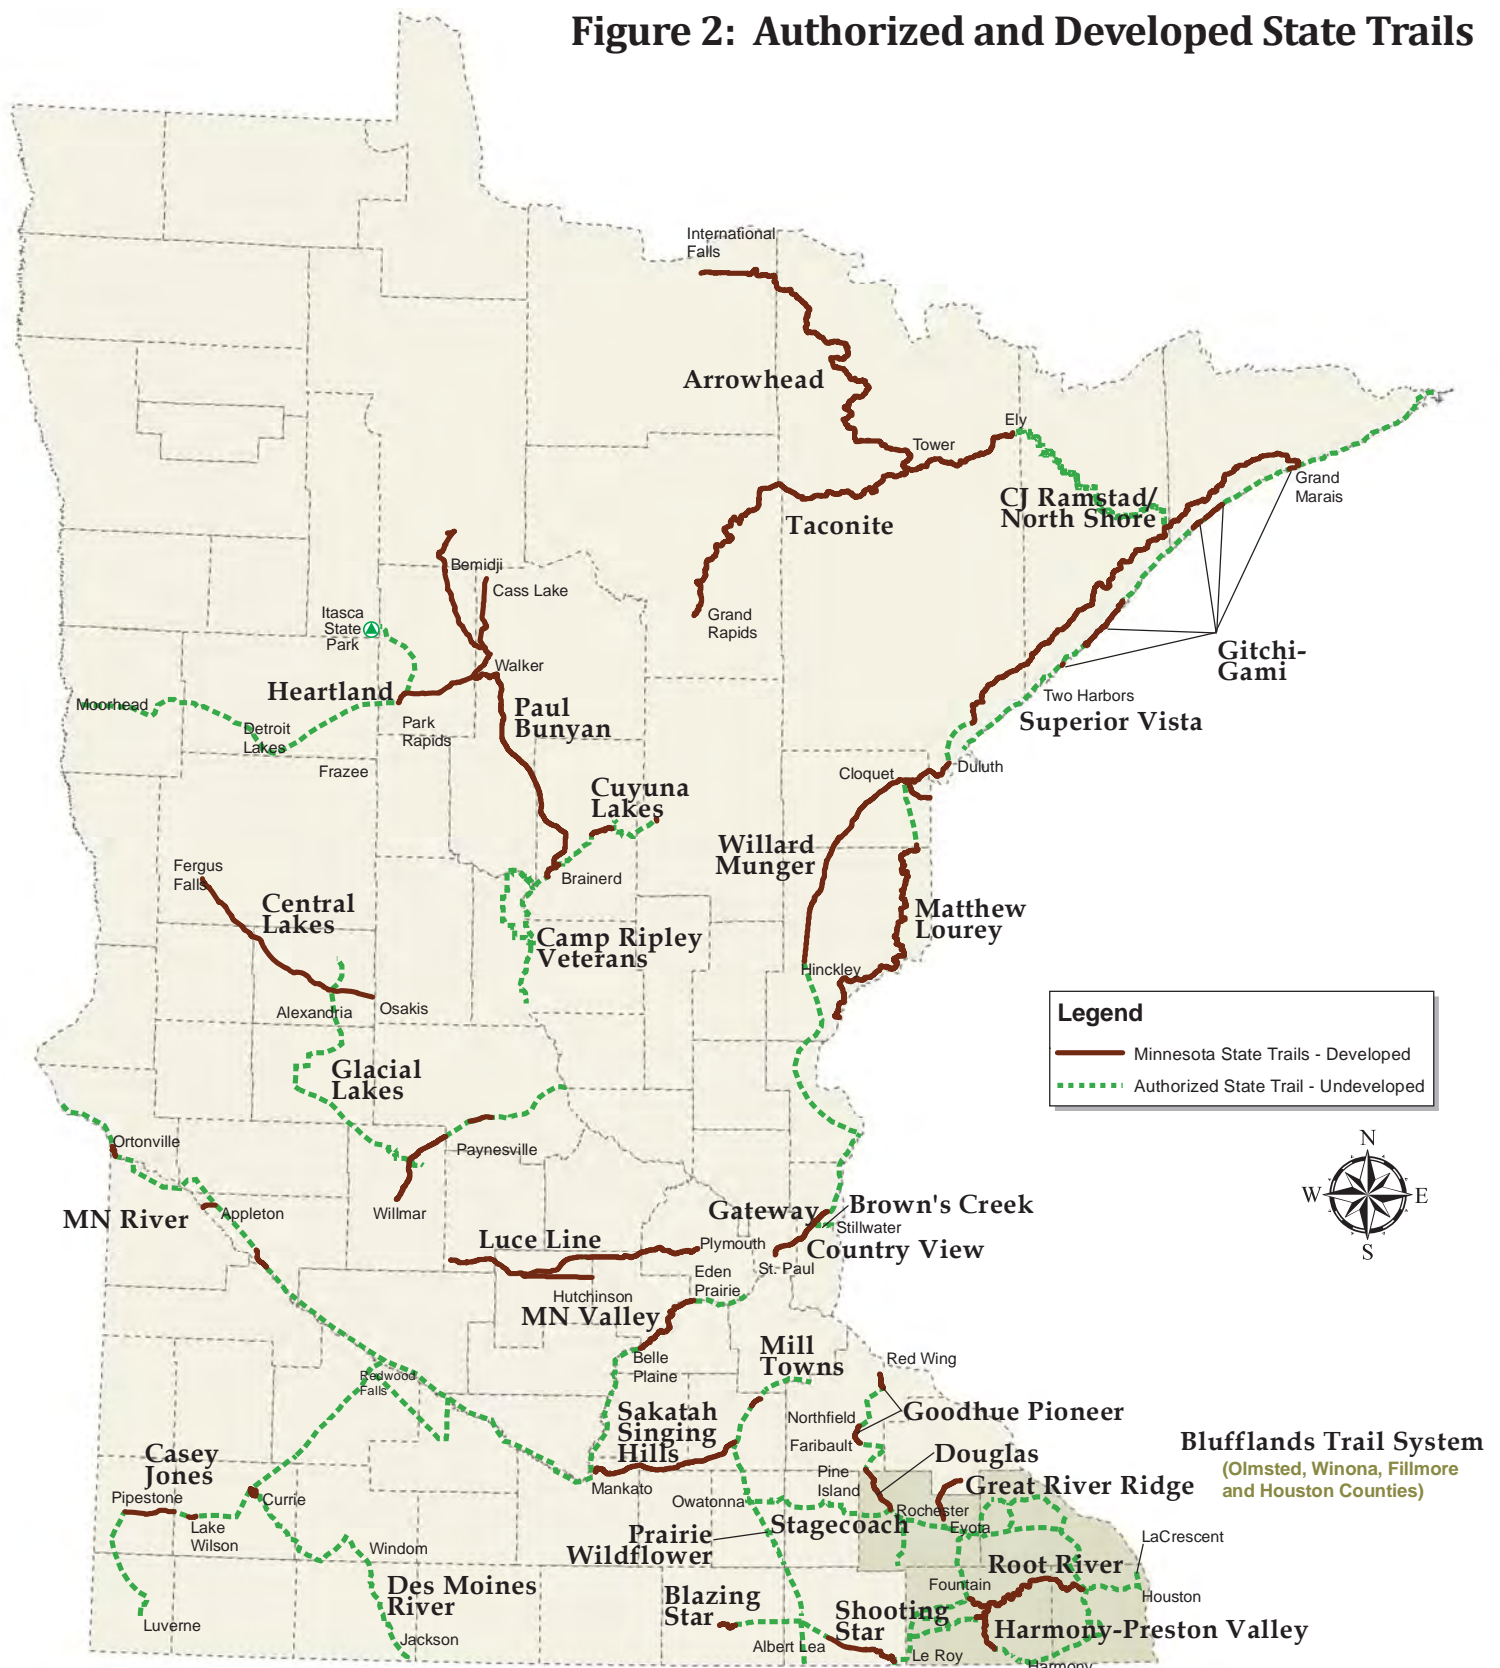 Figure 2:  Authorized and Developed State Trails
International
Falls
Arrowhead
Ely
Tower
Grand
Marais
CJ Ramstad/
North Shore
Taconite
Bemidji
Cass Lake
Itasca
State
Park
Grand
Rapids
Gitchi-
Gami
Walker
Heartland
Moorhead
Two Harbors
Superior Vista
Paul
Bunyan
Park
Rapids
Detroit
Lakes
Frazee
Duluth
Cloquet
Cuyuna
Lakes
Willard
Munger
Fergus
Falls
Brainerd
Central
Lakes
Matthew
Lourey
Camp Ripley
Veterans
Hinckley
Alexandria
Osakis
Legend
Minnesota State Trails - Developed
Authorized State Trail - Undeveloped
Glacial
Lakes
Ortonville
Paynesville
N
W
E
S
MN River
Appleton
Willmar
Gateway
Brown's Creek
Stillwater
Country View
Luce Line
Plymouth
St. Paul
Eden
Prairie
Hutchinson
MN Valley
Mill
Towns
Belle
Plaine
Red Wing
Redwood
Falls
Sakatah
Singing
Hills
Northfield
Goodhue Pioneer
Faribault
Douglas
Blufflands Trail System
(Olmsted, Winona, Fillmore
and Houston Counties)
Casey
Jones
Pine
Island
Great River Ridge
Pipestone
Currie
Mankato
Owatonna
Rochester
Eyota
Lake
Wilson
Stagecoach
Prairie
Wildflower
LaCrescent
Windom
Root River
Des Moines
River
Fountain
Houston
Blazing
Star
Shooting
Star
Harmony-Preston Valley
Luverne
Jackson
Albert Lea
Le Roy
Harmony